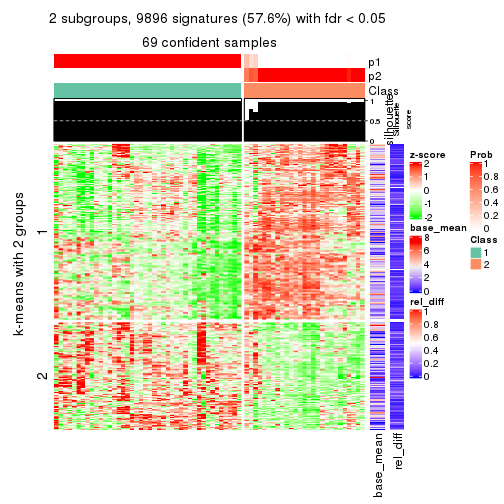 2 subgroups, 9896 signatures (57.6%) with fdr < 0.05
69 confident samples
p1
p2
Class
1
0.5
0
silhouette
Silhouette
score
k-means with 2 groups
1
2
base_mean
rel_diff
z-score
2
1
0
-1
-2
base_mean
8
6
4
2
0
rel_diff
1
0.8
0.6
0.4
0.2
0
Prob
1
0.8
0.6
0.4
0.2
0
Class
1
2